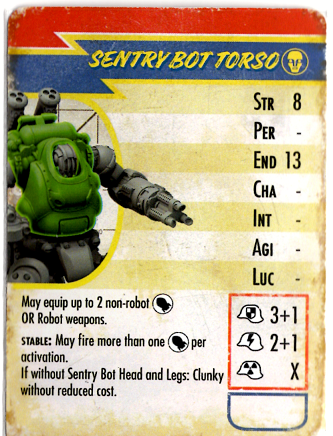 SENTRY BOT TORSO
STR 8
PER -
END 13
CHA -
INT -
AGI -
LUC -
May equip up to 2 non-robot
OR Robot weapons.
STABLE: May fire more than one per
activation.
If without Sentry Bot Head and Legs: Clunky
without reduced cost.
3+1
2+1
X